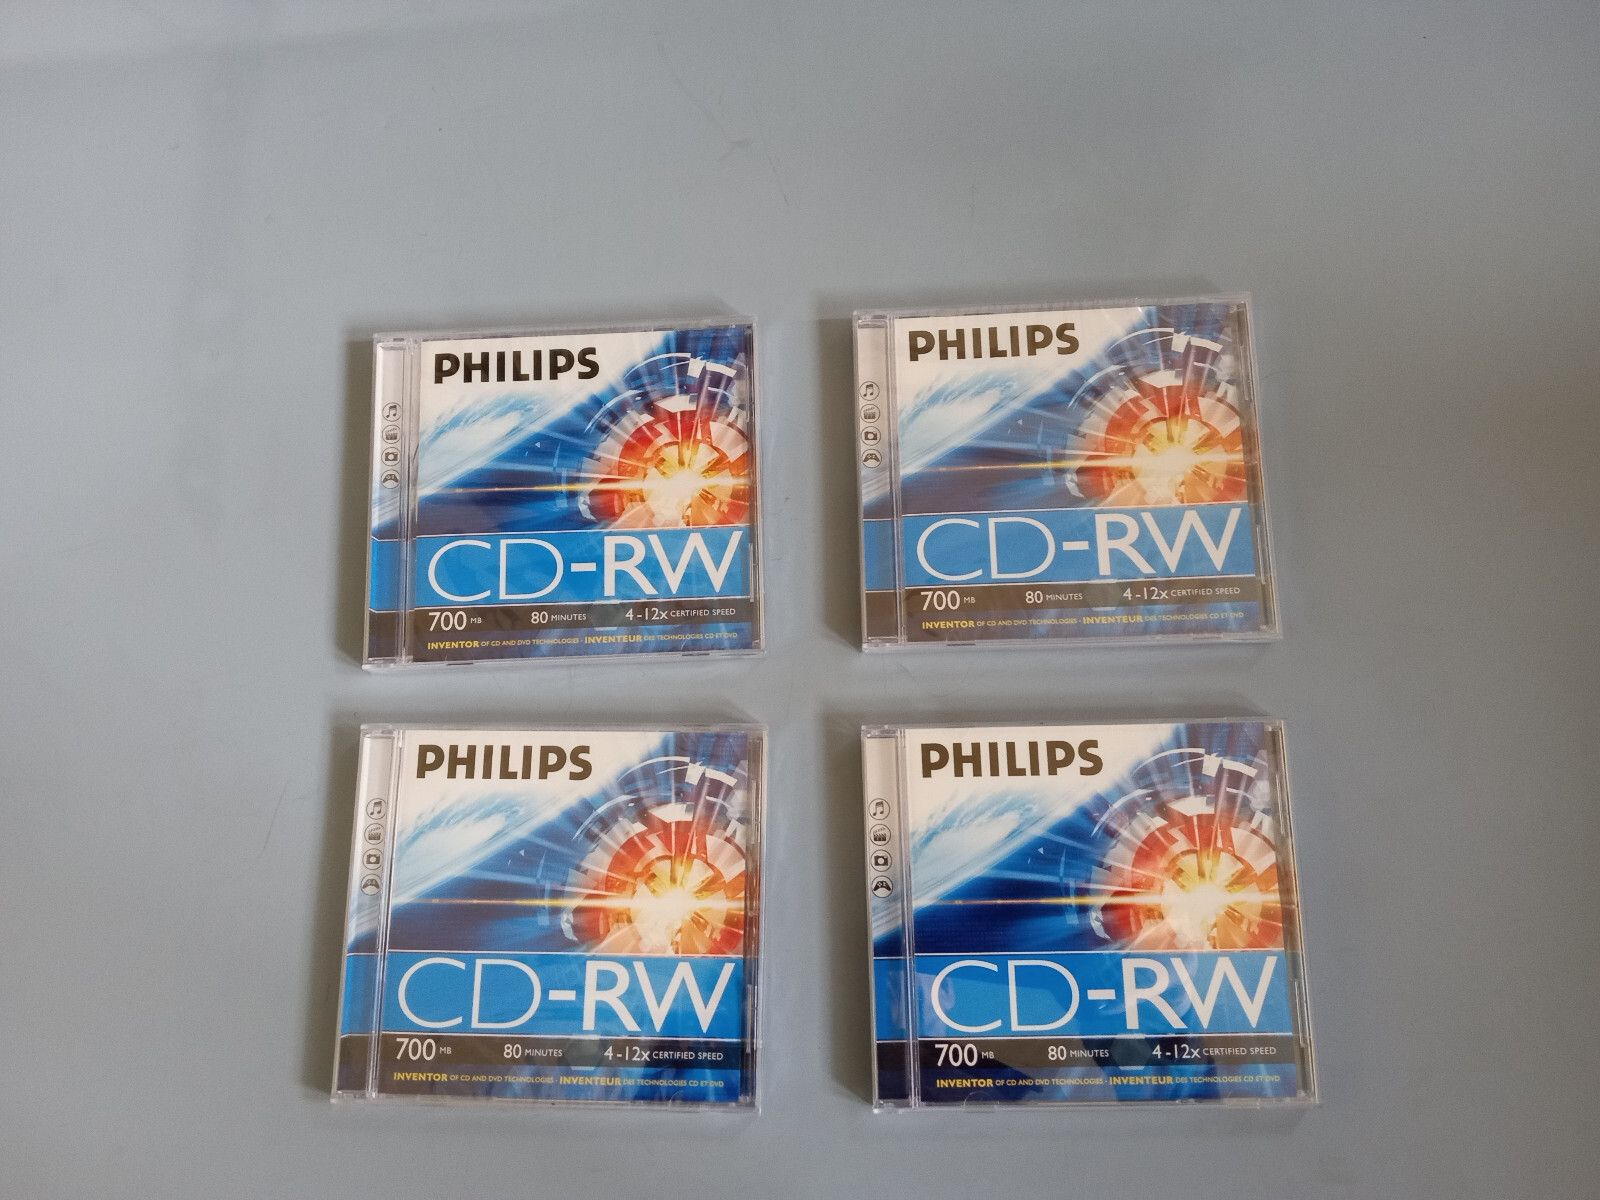 PHILIPS
CD-RW
700 MB 80 MINUTES 4-12x CERTIFIED SPEED
INVENTOR OF CD AND DVD TECHNOLOGIES - INVENTEUR DES TECHNOLOGIES CD ET DVD
PHILIPS
CD-RW
700 MB 80 MINUTES 4-12x CERTIFIED SPEED
INVENTOR OF CD AND DVD TECHNOLOGIES - INVENTEUR DES TECHNOLOGIES CD ET DVD
PHILIPS
CD-RW
700 MB 80 MINUTES 4-12x CERTIFIED SPEED
INVENTOR OF CD AND DVD TECHNOLOGIES - INVENTEUR DES TECHNOLOGIES CD ET DVD
PHILIPS
CD-RW
700 MB 80 MINUTES 4-12x CERTIFIED SPEED
INVENTOR OF CD AND DVD TECHNOLOGIES - INVENTEUR DES TECHNOLOGIES CD ET DVD